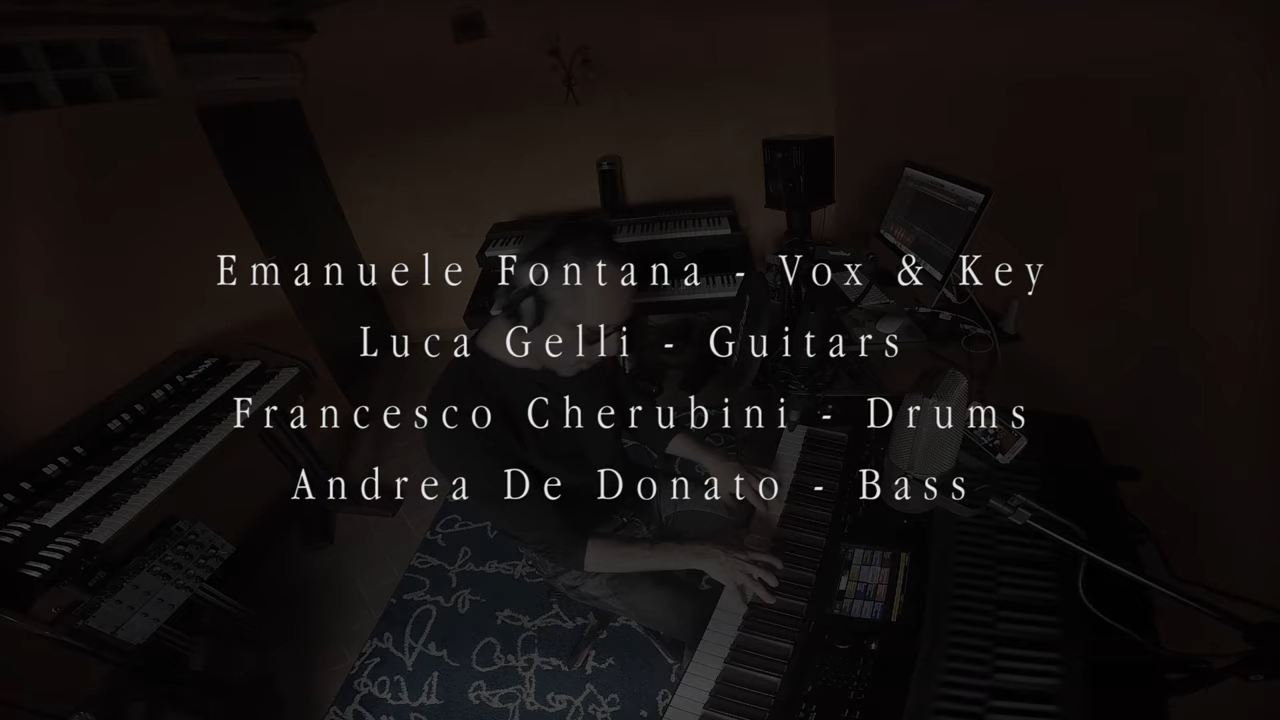 Emanuele Fontana - Vox & Key
Luca Gelli - Guitars
Francesco Cherubini - Drums
Andrea De Donato - Bass